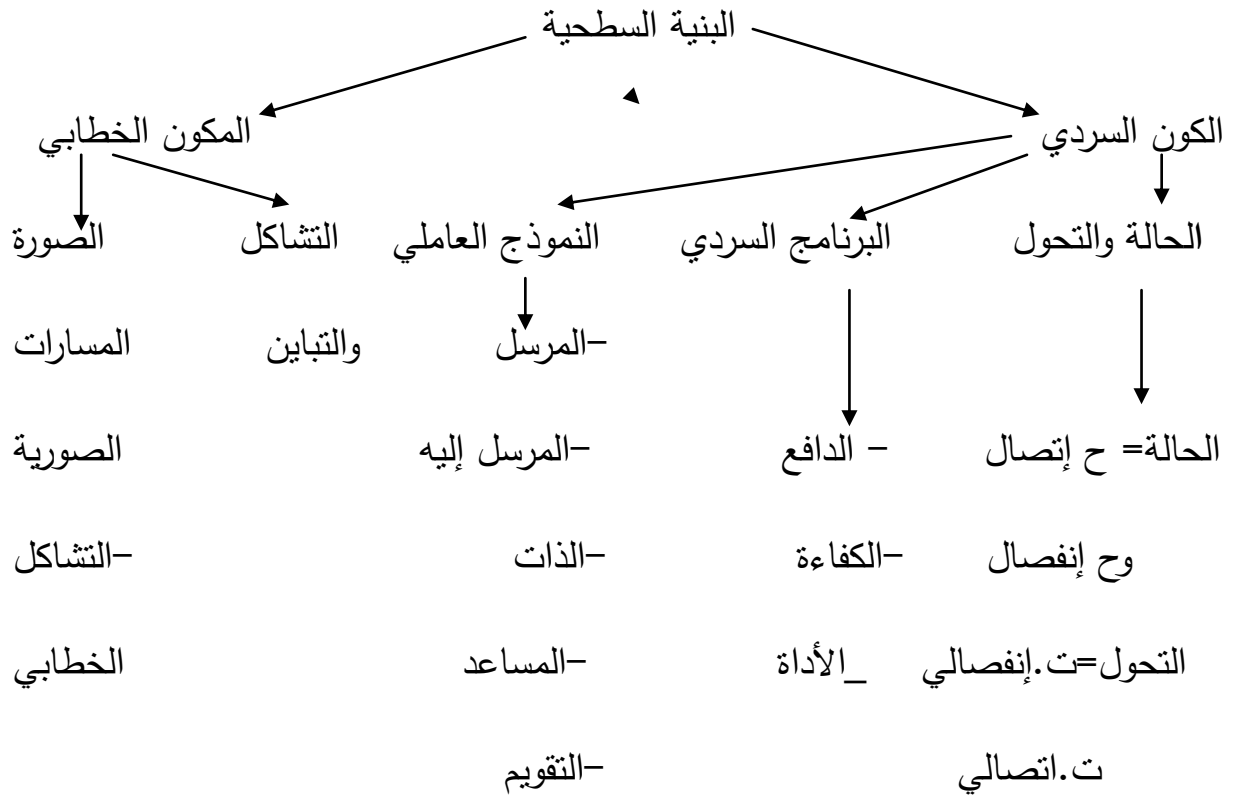 البنية السطحية
الكون السردي المكون الخطابي
الحالة والتحول البرنامج السردي النموذج العاملي التشاكل الصورة
-المرسل والتباين المسارات
الحالة= ح إتصال - الدافع -المرسل إليه الصورية
وح إنفصال -الكفاءة -الذات -التشاكل
التحول=ت.إنفصالي _الأداة -المساعد الخطابي
ت.اتصالي -التقويم